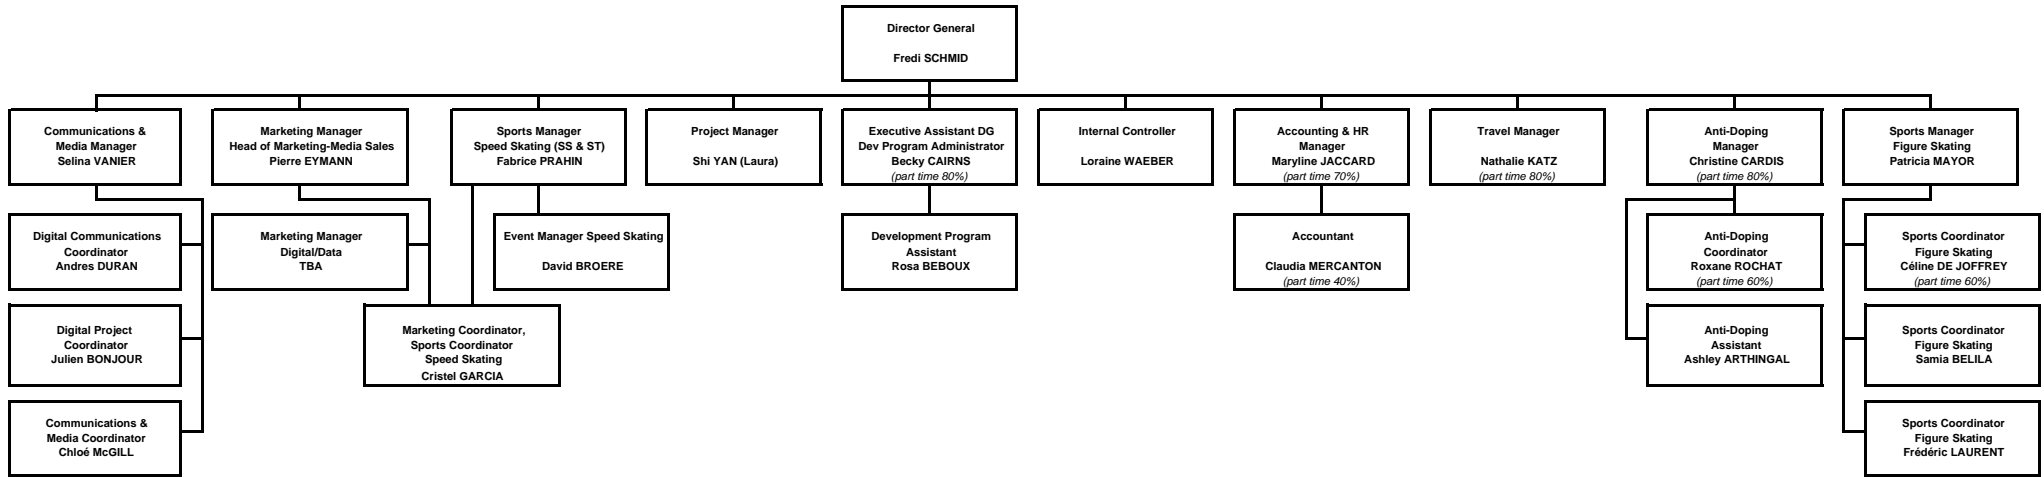 Director General
Fredi SCHMID
Communications &
Media Manager
Selina VANIER
Marketing Manager
Head of Marketing-Media Sales
Pierre EYMANN
Sports Manager
Speed Skating (SS & ST)
Fabrice PRAHIN
Project Manager
Shi YAN (Laura)
Executive Assistant DG
Dev Program Administrator
Becky CAIRNS
(part time 80%)
Internal Controller
Loraine WAEBER
Accounting & HR
Manager
Maryline JACCARD
(part time 70%)
Travel Manager
Nathalie KATZ
(part time 80%)
Anti-Doping
Manager
Christine CARDIS
(part time 80%)
Sports Manager
Figure Skating
Patricia MAYOR
Digital Communications
Coordinator
Andres DURAN
Marketing Manager
Digital/Data
TBA
Event Manager Speed Skating
David BROERE
Development Program
Assistant
Rosa BEBOUX
Accountant
Claudia MERCANTON
(part time 40%)
Anti-Doping
Coordinator
Roxane ROCHAT
(part time 60%)
Sports Coordinator
Figure Skating
Céline DE JOFFREY
(part time 60%)
Digital Project
Coordinator
Julien BONJOUR
Marketing Coordinator,
Sports Coordinator
Speed Skating
Cristel GARCIA
Anti-Doping
Assistant
Ashley ARTHINGAL
Sports Coordinator
Figure Skating
Samia BELILA
Communications &
Media Coordinator
Chloé McGILL
Sports Coordinator
Figure Skating
Frédéric LAURENT